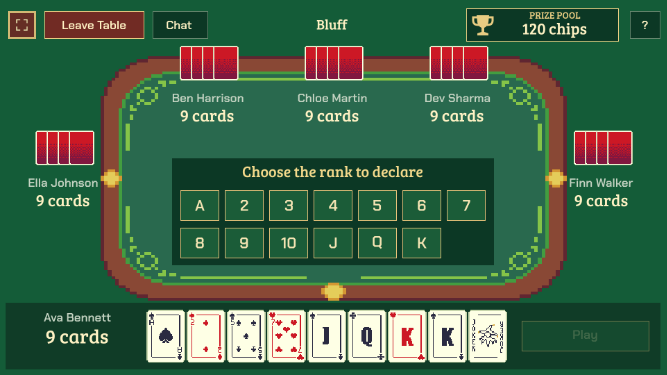 Leave Table
Chat
Bluff
PRIZE POOL
120 chips
?
Ben Harrison
9 cards
Chloe Martin
9 cards
Dev Sharma
9 cards
Ella Johnson
9 cards
Finn Walker
9 cards
Choose the rank to declare
A 2 3 4 5 6 7
8 9 10 J Q K
Ava Bennett
9 cards
J Q K K
Play